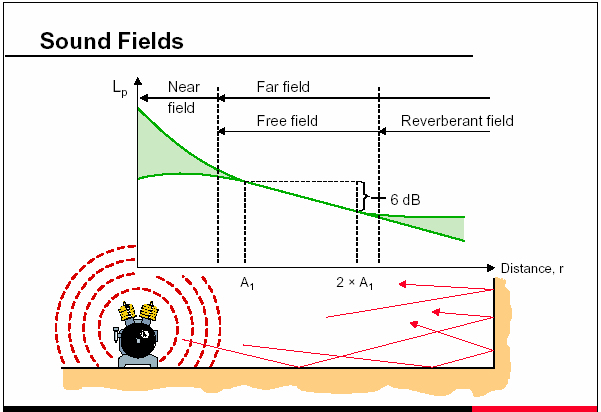 Sound Fields
Lp
Near
field
Far field
Free field
Reverberant field
6 dB
A1
2 × A1
Distance, r